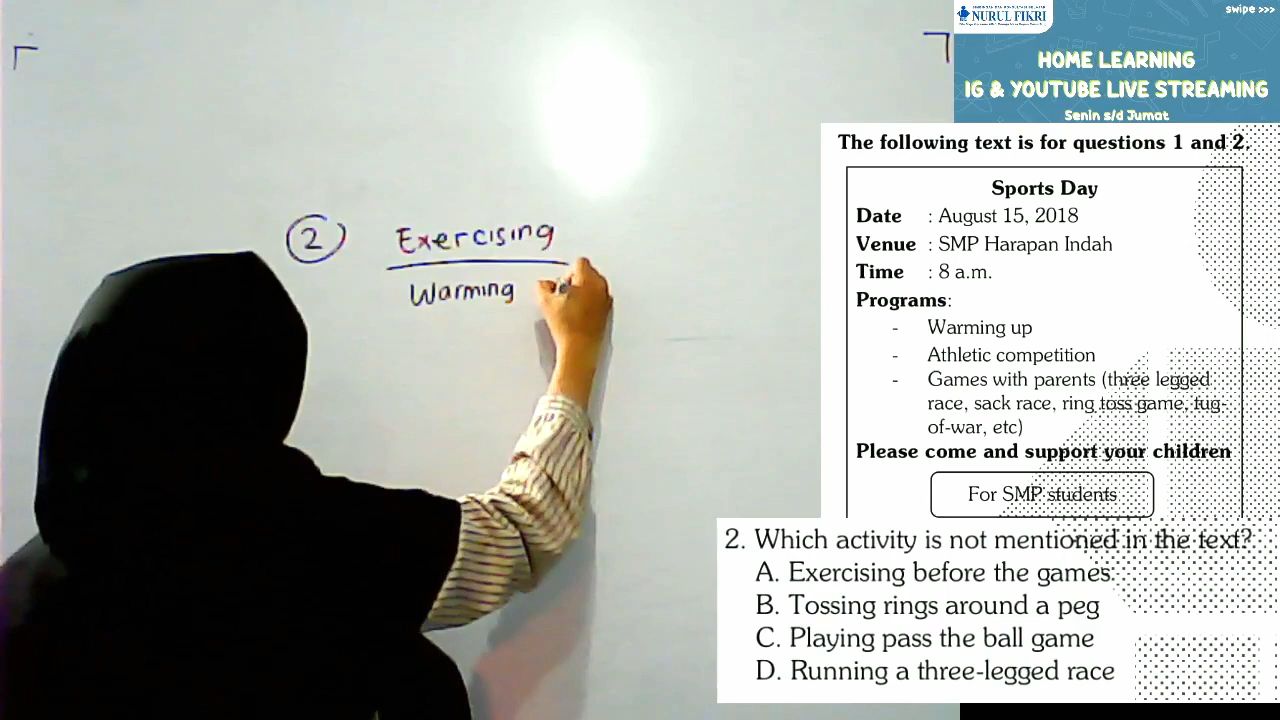 NURUL FIKRI
swipe >>>
HOME LEARNING
IG & YOUTUBE LIVE STREAMING
Senin s/d Jumat
2 Exercising
Warming
The following text is for questions 1 and 2.
Sports Day
Date : August 15, 2018
Venue : SMP Harapan Indah
Time : 8 a.m.
Programs:
- Warming up
- Athletic competition
- Games with parents (three legged
race, sack race, ring toss game, tug-
of-war, etc)
Please come and support your children
For SMP students
2. Which activity is not mentioned in the text?
A. Exercising before the games
B. Tossing rings around a peg
C. Playing pass the ball game
D. Running a three-legged race